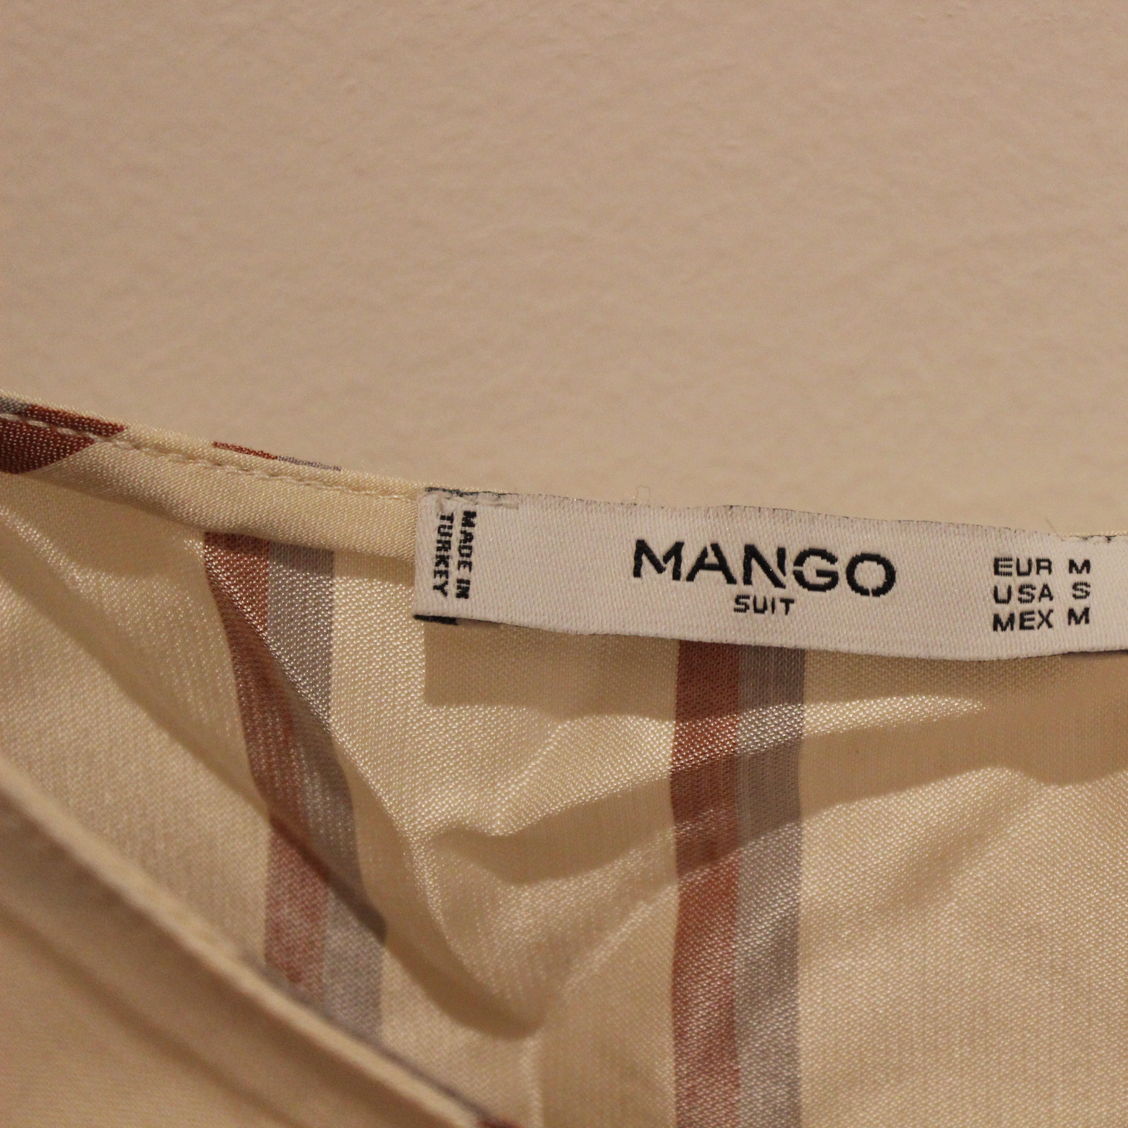 MADE IN
TURKEY
MANGO
SUIT
EUR M
USA S
MEX M